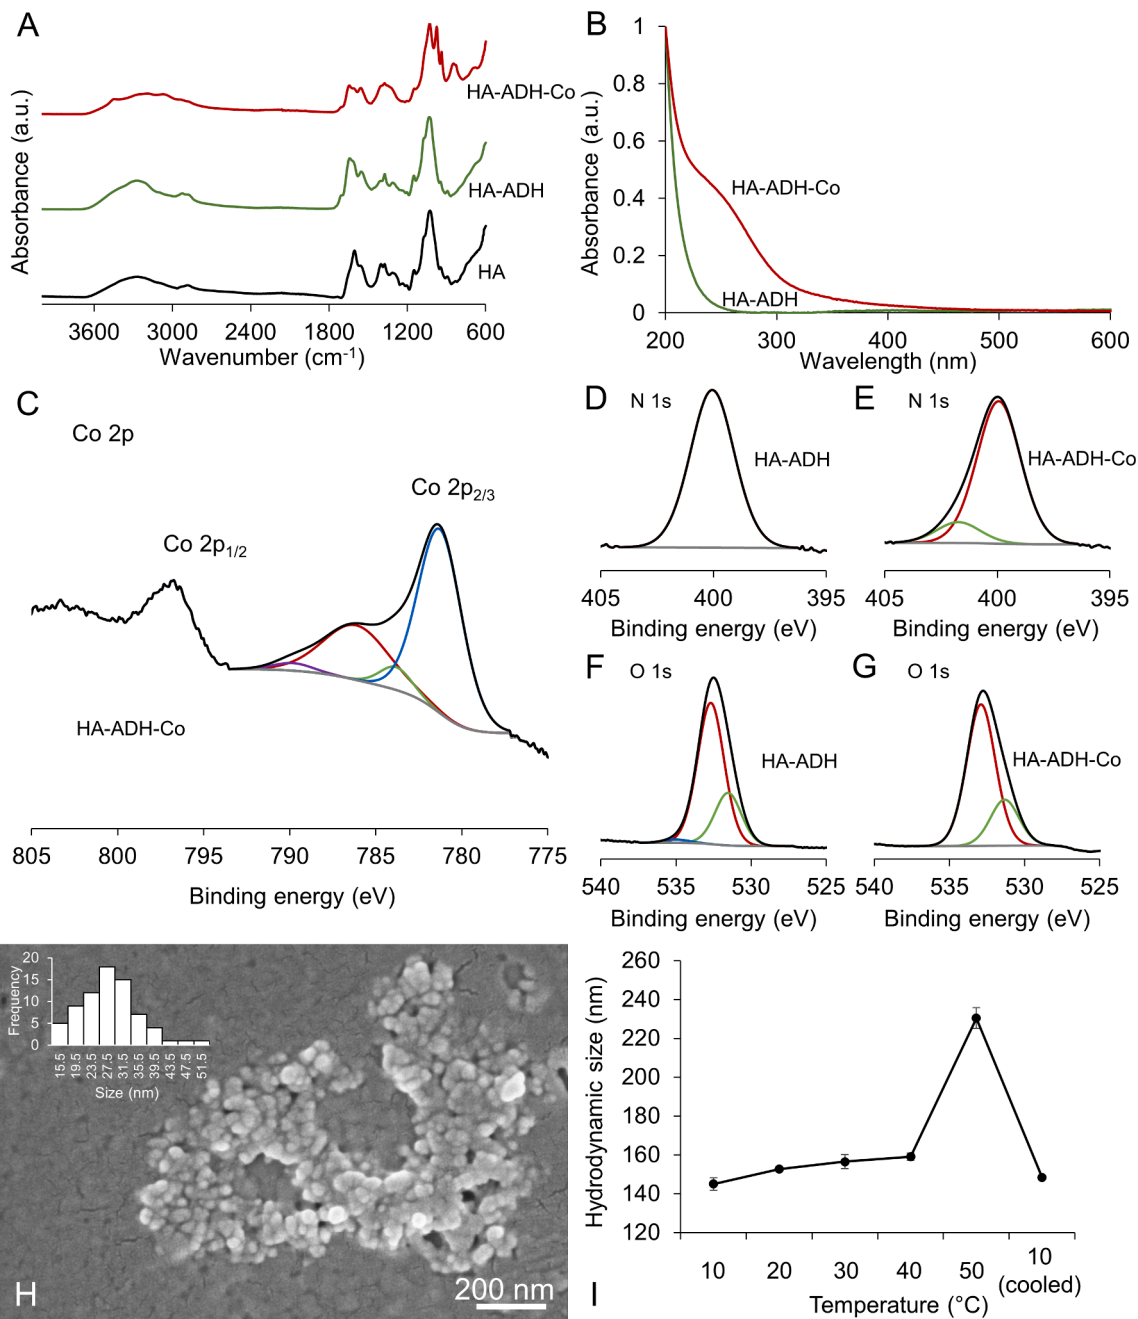 A
HA-ADH-Co
HA-ADH
HA
Absorbance (a.u.)
3600 3000 2400 1800 1200 600
Wavenumber (cm-1)
B
1
0.8
0.6
0.4
0.2
0
HA-ADH-Co
HA-ADH
Absorbance (a.u.)
200 300 400 500 600
Wavelength (nm)
C
Co 2p
Co 2p2/3
Co 2p1/2
HA-ADH-Co
805 800 795 790 785 780 775
Binding energy (eV)
D
N 1s
HA-ADH
405 400 395
Binding energy (eV)
E
N 1s
HA-ADH-Co
405 400 395
Binding energy (eV)
F
O 1s
HA-ADH
540 535 530 525
Binding energy (eV)
G
O 1s
HA-ADH-Co
540 535 530 525
Binding energy (eV)
20
15
10
5
0
Frequency
15.5 19.5 23.5 27.5 31.5 35.5 39.5 43.5 47.5 51.5
Size (nm)
200 nm
H
260
240
220
200
180
160
140
120
Hydrodynamic size (nm)
10 20 30 40 50 10
(cooled)
Temperature (°C)
I